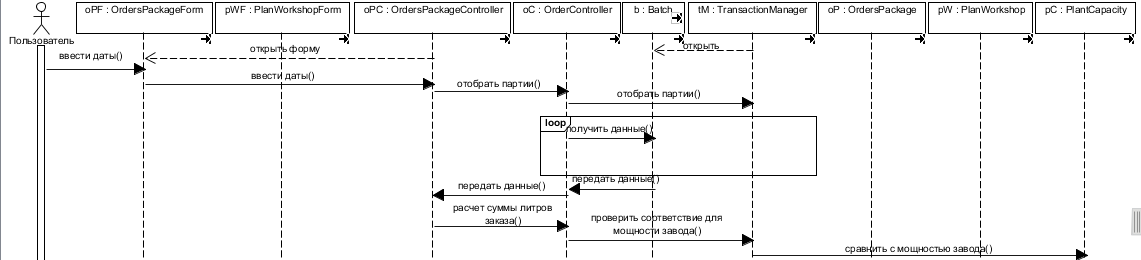 oPF : OrdersPackageForm
pWF : PlanWorkshopForm
oPC : OrdersPackageController
oC : OrderController
b : Batch
tM : TransactionManager
oP : OrdersPackage
pW : PlanWorkshop
pC : PlantCapacity
Пользователь
открыть форму
открыть
ввести даты()
ввести даты()
отобрать партии()
отобрать партии()
loop
получить данные()
передать данные()
передать данные()
расчет суммы литров
заказа()
проверить соответствие для
мощности завода()
сравнить с мощностью завода()